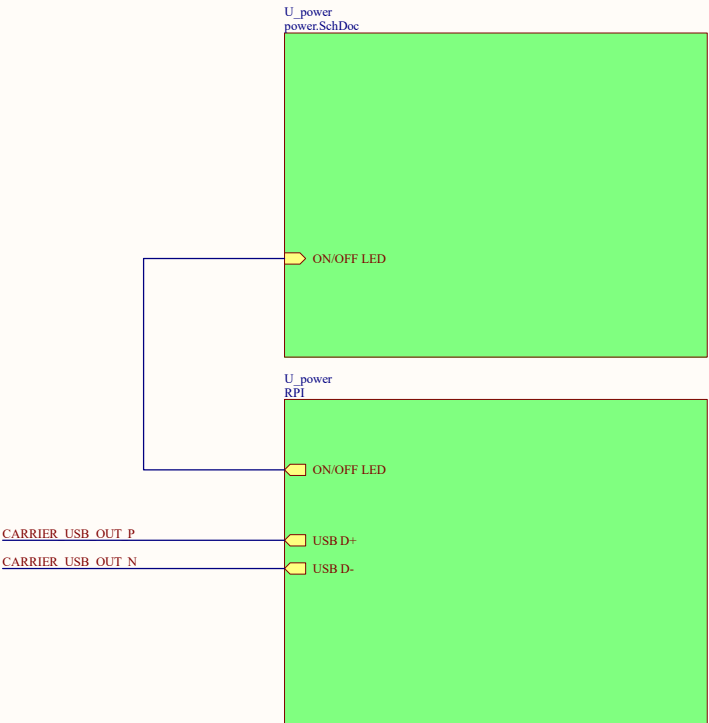 U_power
power.SchDoc
ON/OFF LED
U_power
RPI
ON/OFF LED
CARRIER_USB_OUT_P
USB D+
CARRIER_USB_OUT_N
USB D-